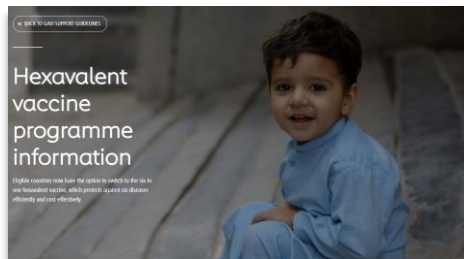 BACK TO GAVI SUPPORT GUIDELINES
Hexavalent
vaccine
programme
information
Eligible countries now have the option to switch to the six-in-
one hexavalent vaccine, which protects against six diseases
efficiently and cost-effectively.